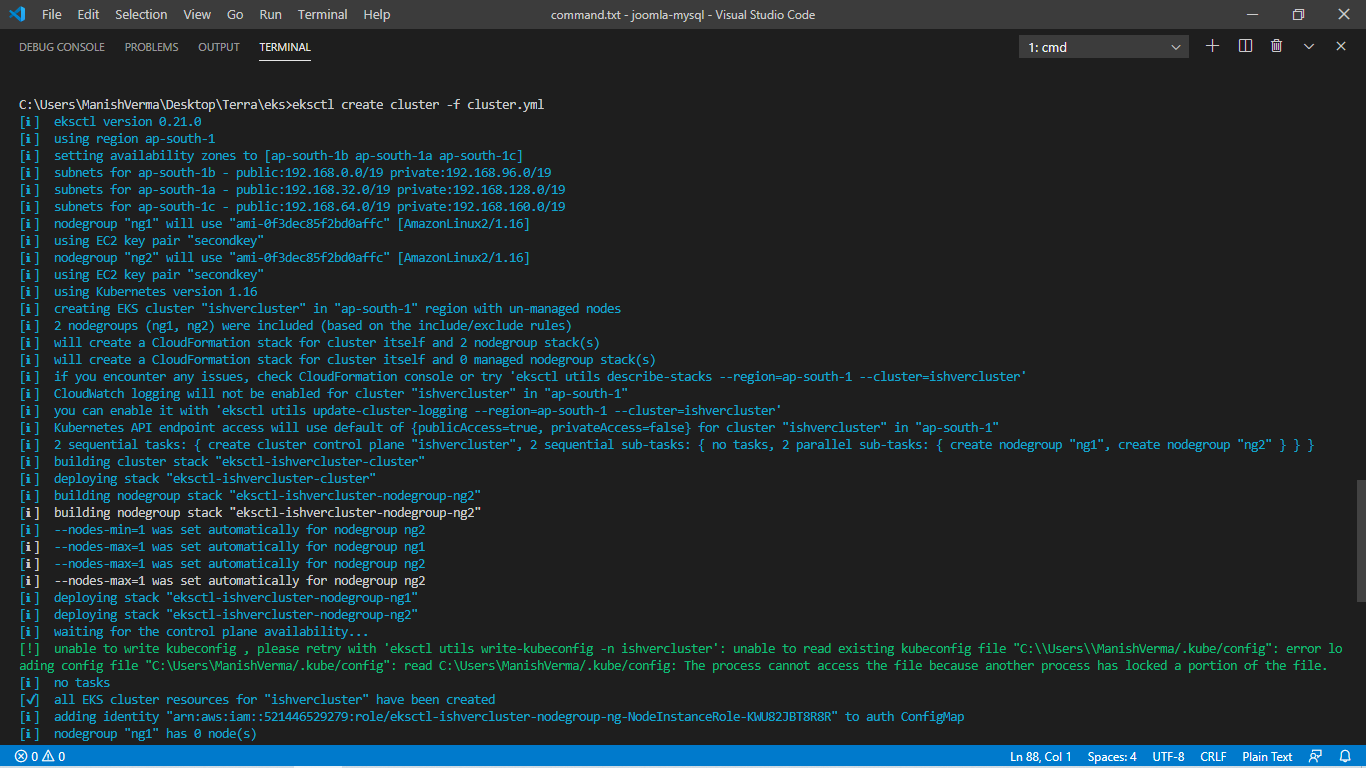 File Edit Selection View Go Run Terminal Help command.txt - joomla-mysql - Visual Studio Code
DEBUG CONSOLE PROBLEMS OUTPUT TERMINAL 1: cmd
C:\Users\ManishVerma\Desktop\Terra\eks>eksctl create cluster -f cluster.yml
[i] eksctl version 0.21.0
[i] using region ap-south-1
[i] setting availability zones to [ap-south-1b ap-south-1a ap-south-1c]
[i] subnets for ap-south-1b - public:192.168.0.0/19 private:192.168.96.0/19
[i] subnets for ap-south-1a - public:192.168.32.0/19 private:192.168.128.0/19
[i] subnets for ap-south-1c - public:192.168.64.0/19 private:192.168.160.0/19
[i] nodegroup "ng1" will use "ami-0f3dec85f2bd0affc" [AmazonLinux2/1.16]
[i] using EC2 key pair "secondkey"
[i] nodegroup "ng2" will use "ami-0f3dec85f2bd0affc" [AmazonLinux2/1.16]
[i] using EC2 key pair "secondkey"
[i] using Kubernetes version 1.16
[i] creating EKS cluster "ishvercluster" in "ap-south-1" region with un-managed nodes
[i] 2 nodegroups (ng1, ng2) were included (based on the include/exclude rules)
[i] will create a CloudFormation stack for cluster itself and 2 nodegroup stack(s)
[i] will create a CloudFormation stack for cluster itself and 0 managed nodegroup stack(s)
[i] if you encounter any issues, check CloudFormation console or try 'eksctl utils describe-stacks --region=ap-south-1 --cluster=ishvercluster'
[i] CloudWatch logging will not be enabled for cluster "ishvercluster" in "ap-south-1"
[i] you can enable it with 'eksctl utils update-cluster-logging --region=ap-south-1 --cluster=ishvercluster'
[i] Kubernetes API endpoint access will use default of {publicAccess=true, privateAccess=false} for cluster "ishvercluster" in "ap-south-1"
[i] 2 sequential tasks: { create cluster control plane "ishvercluster", 2 sequential sub-tasks: { no tasks, 2 parallel sub-tasks: { create nodegroup "ng1", create nodegroup "ng2" } } }
[i] building cluster stack "eksctl-ishvercluster-cluster"
[i] deploying stack "eksctl-ishvercluster-cluster"
[i] building nodegroup stack "eksctl-ishvercluster-nodegroup-ng2"
[i] building nodegroup stack "eksctl-ishvercluster-nodegroup-ng2"
[i] --nodes-min=1 was set automatically for nodegroup ng2
[i] --nodes-max=1 was set automatically for nodegroup ng1
[i] --nodes-max=1 was set automatically for nodegroup ng2
[i] --nodes-max=1 was set automatically for nodegroup ng2
[i] deploying stack "eksctl-ishvercluster-nodegroup-ng1"
[i] deploying stack "eksctl-ishvercluster-nodegroup-ng2"
[i] waiting for the control plane availability...
[!] unable to write kubeconfig , please retry with 'eksctl utils write-kubeconfig -n ishvercluster': unable to read existing kubeconfig file "C:\\Users\\ManishVerma/.kube/config": error lo
ading config file "C:\Users\ManishVerma/.kube/config": read C:\Users\ManishVerma/.kube/config: The process cannot access the file because another process has locked a portion of the file.
[i] no tasks
[√] all EKS cluster resources for "ishvercluster" have been created
[i] adding identity "arn:aws:iam::521446529279:role/eksctl-ishvercluster-nodegroup-ng-NodeInstanceRole-KWU82JBT8R8R" to auth ConfigMap
[i] nodegroup "ng1" has 0 node(s)
0 0 Ln 88, Col 1 Spaces: 4 UTF-8 CRLF Plain Text